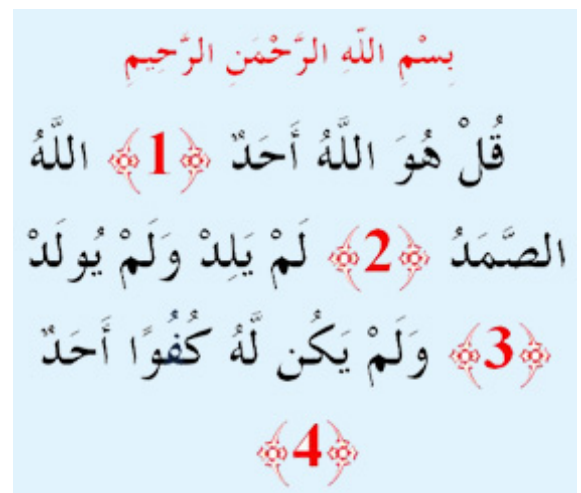 بِسْمِ اللَّهِ الرَّحْمَنِ الرَّحِيمِ
قُلْ هُوَ اللَّهُ أَحَدٌ ﴿1﴾ اللَّهُ
الصَّمَدُ ﴿2﴾ لَمْ يَلِدْ وَلَمْ يُولَدْ
﴿3﴾ وَلَمْ يَكُن لَّهُ كُفُوًا أَحَدٌ
﴿4﴾